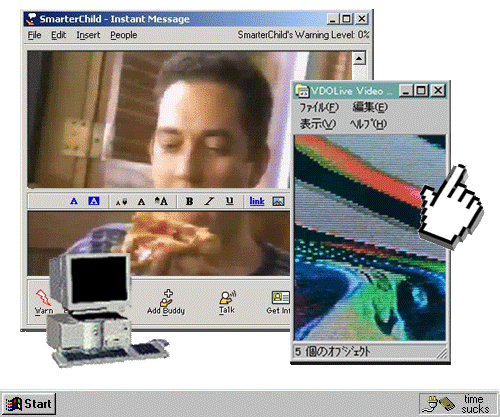 SmarterChild - Instant Message
File Edit Insert People SmarterChild's Warning Level: 0%
VDOLive Video ...
ファイル(F) 編集(E)
表示(V) ヘルプ(H)
A A A A A B I U link
Warn Add Buddy Talk Get In
5 個のオブジェクト
Start
time
sucks